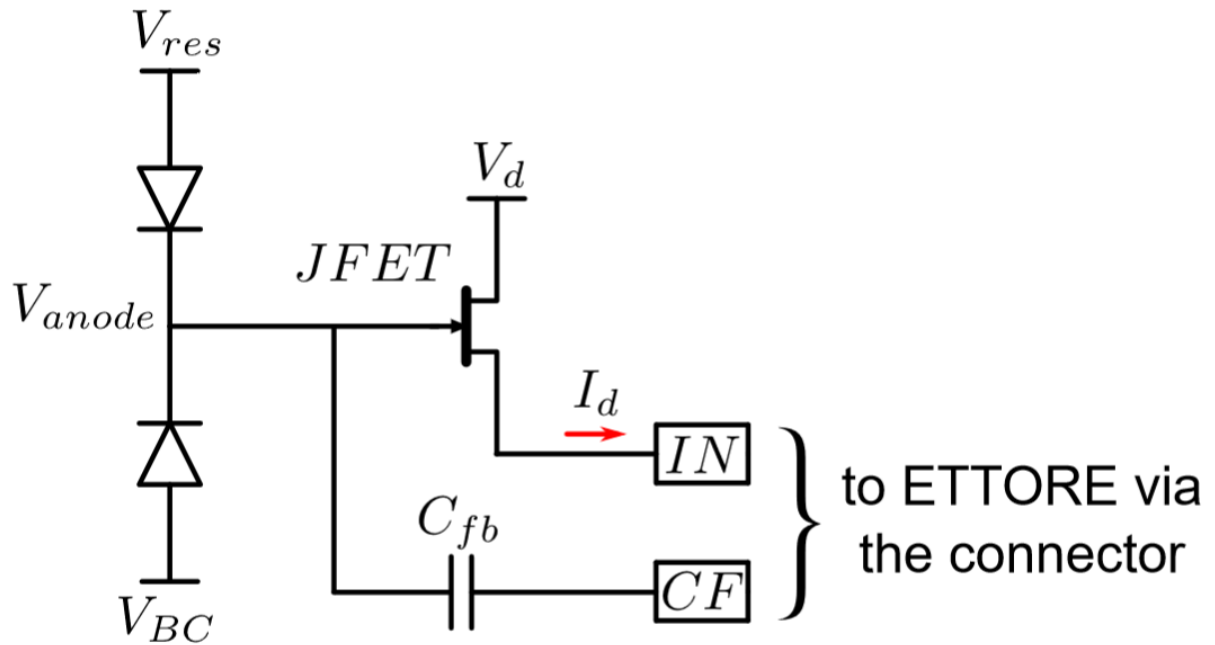 V_res
V_d
JFET
V_anode
I_d
IN
C_fb
CF
V_BC
to ETTORE via
the connector